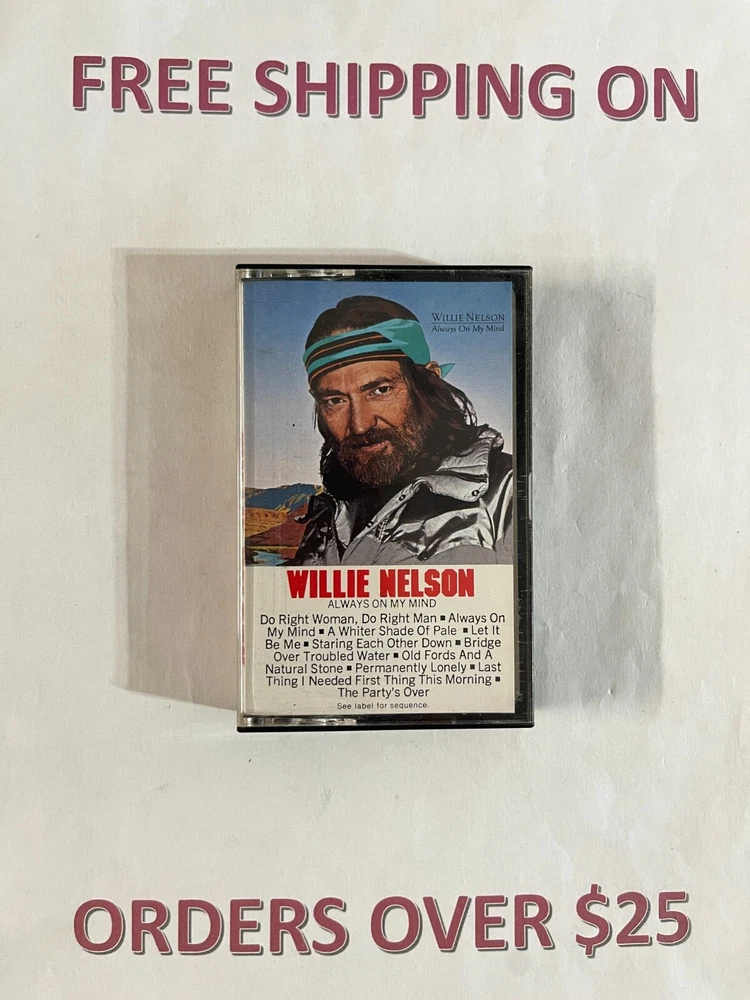 FREE SHIPPING ON
WILLIE NELSON
Always On My Mind
WILLIE NELSON
ALWAYS ON MY MIND
Do Right Woman, Do Right Man ▪ Always On
My Mind ▪ A Whiter Shade Of Pale ▪ Let It
Be Me ▪ Staring Each Other Down ▪ Bridge
Over Troubled Water ▪ Old Fords And A
Natural Stone ▪ Permanently Lonely ▪ Last
Thing I Needed First Thing This Morning ▪
The Party's Over
See label for sequence.
ORDERS OVER $25